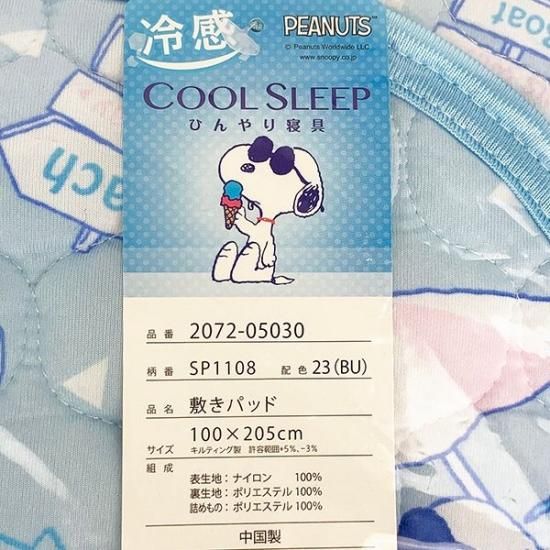 冷感
PEANUTS™
© Peanuts Worldwide LLC
www.snoopy.co.jp
COOL SLEEP
ひんやり寝具
品番 2072-05030
柄番 SP1108 配色 23(BU)
品名 敷きパッド
サイズ 100×205cm
キルティング製 許容範囲+5%、-3%
組成
表生地：ナイロン 100%
裏生地：ポリエステル 100%
詰めもの：ポリエステル 100%
中国製
oat
each